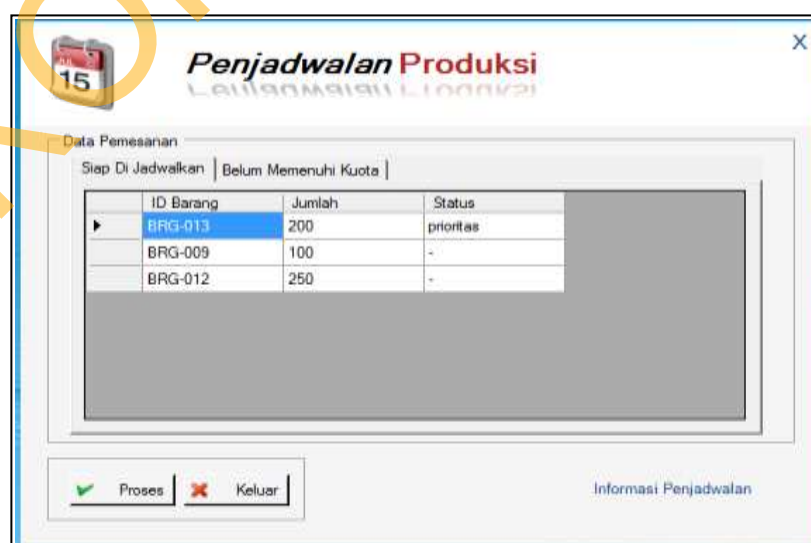 X
JUL
15
Penjadwalan Produksi
Data Pemesanan
Siap Di Jadwalkan Belum Memenuhi Kuota
ID Barang Jumlah Status
BRG-013 200 prioritas
BRG-009 100 -
BRG-012 250 -
Proses Keluar
Informasi Penjadwalan